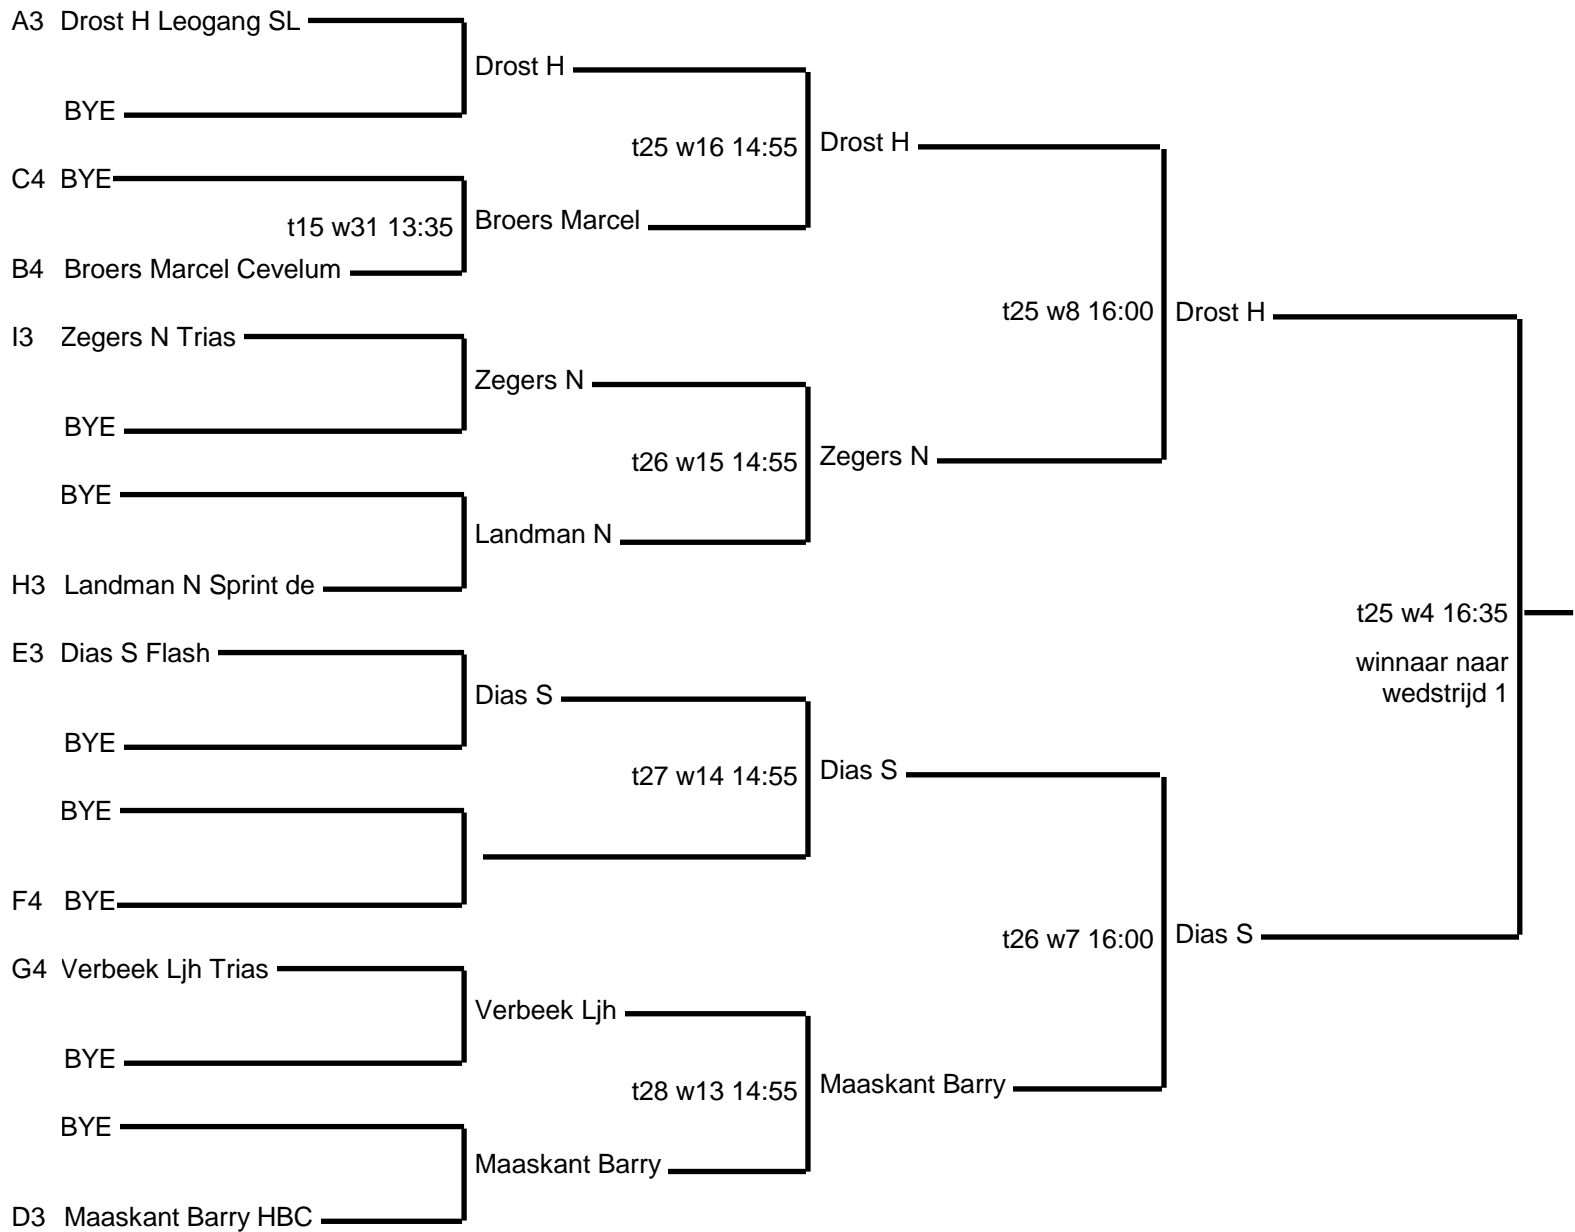 A3 Drost H Leogang SL
Drost H
BYE
t25 w16 14:55
Drost H
C4 BYE
t15 w31 13:35
Broers Marcel
B4 Broers Marcel Cevelum
t25 w8 16:00
Drost H
I3 Zegers N Trias
Zegers N
BYE
t26 w15 14:55
Zegers N
BYE
Landman N
H3 Landman N Sprint de
t25 w4 16:35
winnaar naar
wedstrijd 1
E3 Dias S Flash
Dias S
BYE
t27 w14 14:55
Dias S
BYE
F4 BYE
t26 w7 16:00
Dias S
G4 Verbeek Ljh Trias
Verbeek Ljh
BYE
t28 w13 14:55
Maaskant Barry
BYE
Maaskant Barry
D3 Maaskant Barry HBC